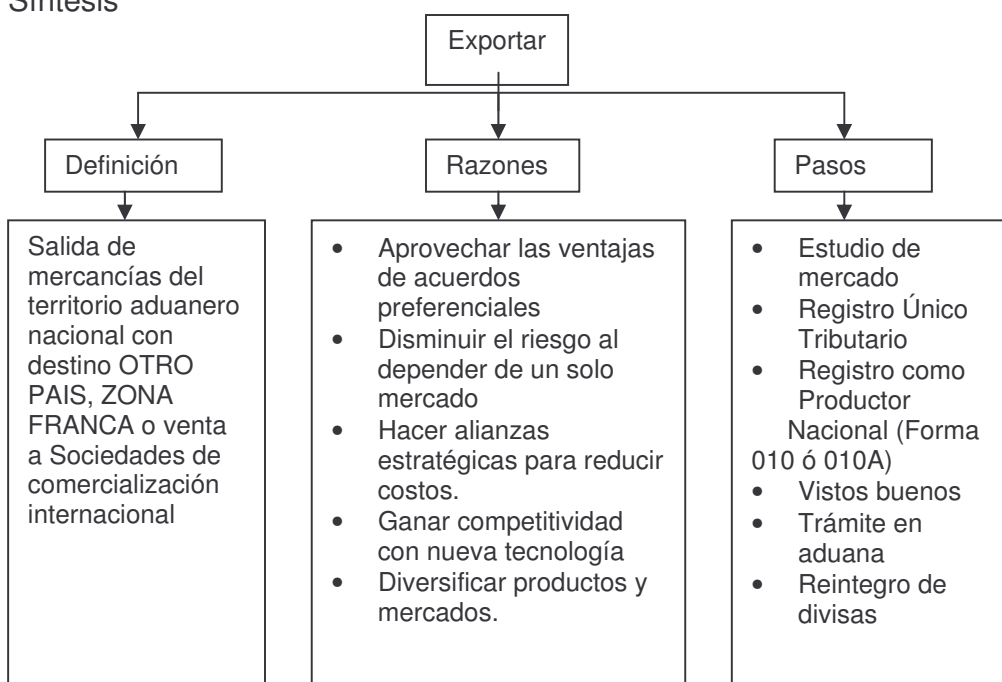 Síntesis
Exportar
Definición
Razones
Pasos
Salida de
mercancías del
territorio aduanero
nacional con
destino OTRO
PAIS, ZONA
FRANCA o venta
a Sociedades de
comercialización
internacional
• Aprovechar las ventajas
de acuerdos
preferenciales
• Disminuir el riesgo al
depender de un solo
mercado
• Hacer alianzas
estratégicas para reducir
costos.
• Ganar competitividad
con nueva tecnología
• Diversificar productos y
mercados.
• Estudio de
mercado
• Registro Único
Tributario
• Registro como
Productor
Nacional (Forma
010 ó 010A)
• Vistos buenos
• Trámite en
aduana
• Reintegro de
divisas